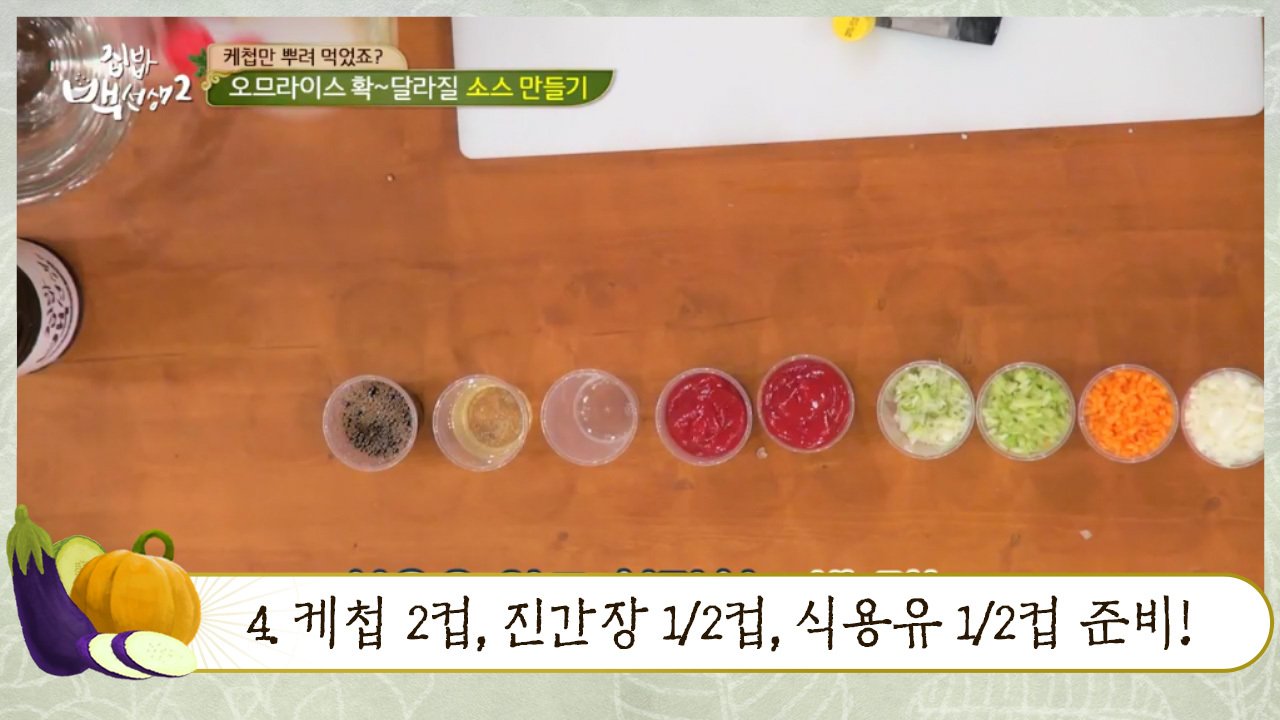 집밥
백선생2
케첩만 뿌려 먹었죠?
오므라이스 확~달라질 소스 만들기
4. 케첩 2컵, 진간장 1/2컵, 식용유 1/2컵 준비!